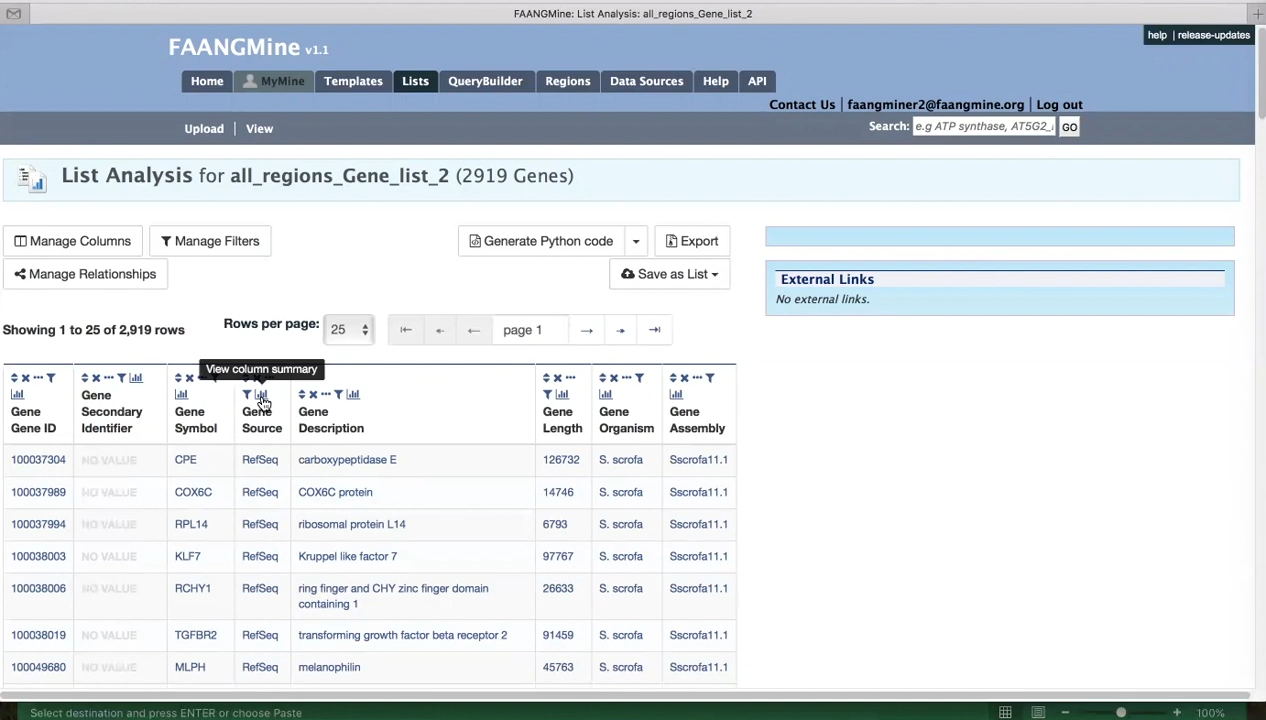 FAANGMine: List Analysis: all_regions_Gene_list_2
FAANGMine v1.1
help | release-updates
Home MyMine Templates Lists QueryBuilder Regions Data Sources Help API
Contact Us | faangminer2@faangmine.org | Log out
Upload | View
Search: e.g ATP synthase, AT5G2_ GO
List Analysis for all_regions_Gene_list_2 (2919 Genes)
Manage Columns Manage Filters Generate Python code Export
Manage Relationships Save as List
External Links
No external links.
Showing 1 to 25 of 2,919 rows Rows per page: 25 page 1
View column summary
Gene Gene ID
Gene Secondary Identifier
Gene Symbol
Gene Source
Gene Description
Gene Length
Gene Organism
Gene Assembly
100037304 NO VALUE CPE RefSeq carboxypeptidase E 126732 S. scrofa Sscrofa11.1
100037989 NO VALUE COX6C RefSeq COX6C protein 14746 S. scrofa Sscrofa11.1
100037994 NO VALUE RPL14 RefSeq ribosomal protein L14 6793 S. scrofa Sscrofa11.1
100038003 NO VALUE KLF7 RefSeq Kruppel like factor 7 97767 S. scrofa Sscrofa11.1
100038006 NO VALUE RCHY1 RefSeq ring finger and CHY zinc finger domain 26633 S. scrofa Sscrofa11.1
containing 1
100038019 NO VALUE TGFBR2 RefSeq transforming growth factor beta receptor 2 91459 S. scrofa Sscrofa11.1
100049680 NO VALUE MLPH RefSeq melanophilin 45763 S. scrofa Sscrofa11.1
Select destination and press ENTER or choose Paste 100%